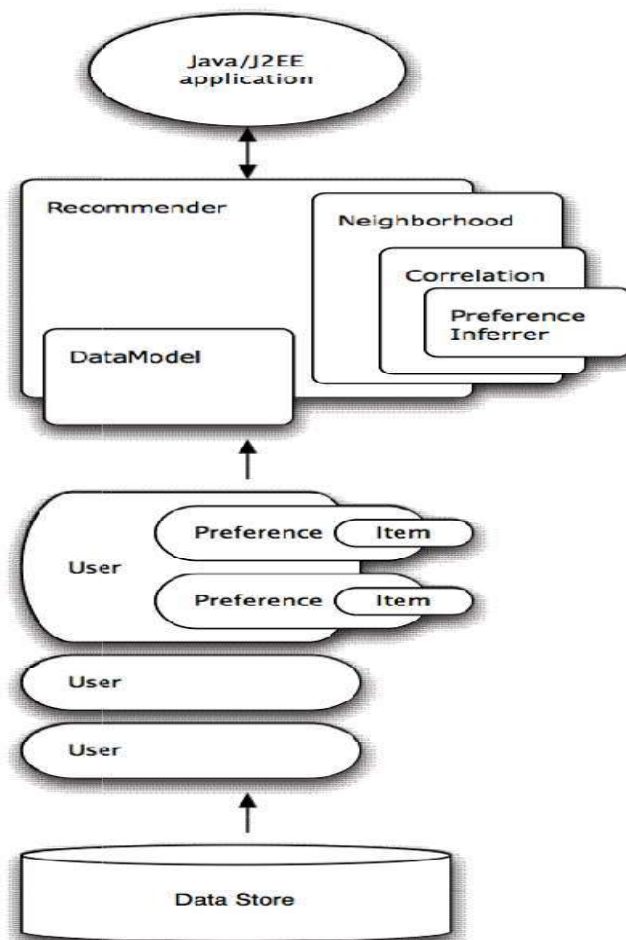 Java/J2EE
application
Recommender
Neighborhood
Correlation
Preference
Inferrer
DataModel
Preference
Item
User
Preference
Item
User
User
Data Store